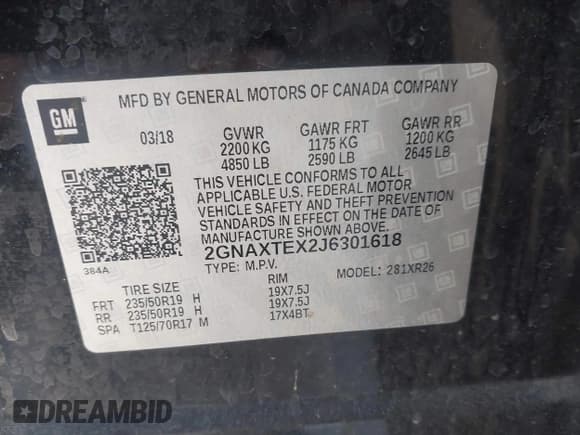 GM
MFD BY GENERAL MOTORS OF CANADA COMPANY
03/18 GVWR GAWR FRT GAWR RR
2200 KG 1175 KG 1200 KG
4850 LB 2590 LB 2645 LB
THIS VEHICLE CONFORMS TO ALL
APPLICABLE U.S. FEDERAL MOTOR
VEHICLE SAFETY AND THEFT PREVENTION
STANDARDS IN EFFECT ON THE DATE OF
MANUFACTURE SHOWN ABOVE.
2GNAXTEX2J6301618
384A
TYPE: M.P.V. MODEL: 281XR26
TIRE SIZE RIM
FRT 235/50R19 H 19X7.5J
RR 235/50R19 H 19X7.5J
SPA T125/70R17 M 17X4BT
DREAMBID